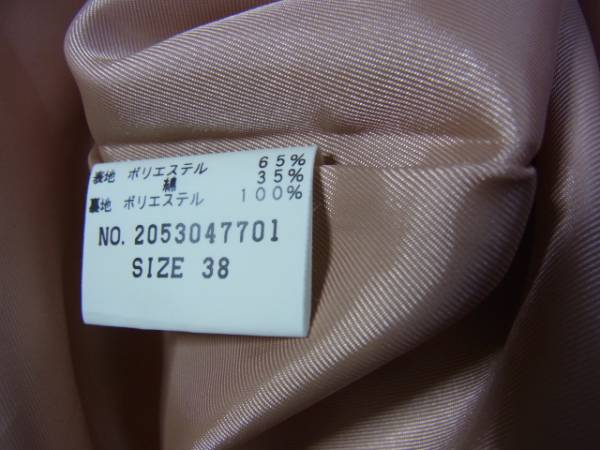 表地 ポリエステル 65%
綿 35%
裏地 ポリエステル 100%
NO. 2053047701
SIZE 38